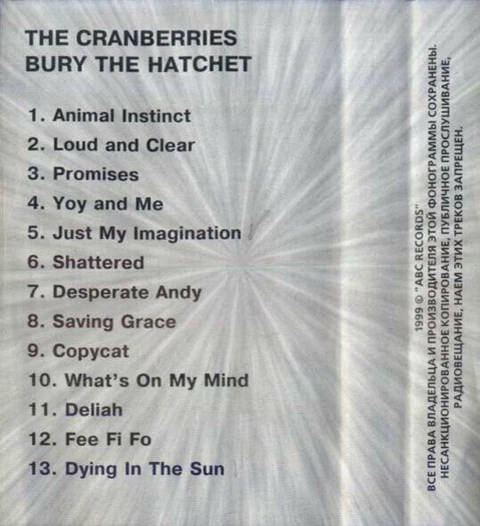 THE CRANBERRIES
BURY THE HATCHET
1. Animal Instinct
2. Loud and Clear
3. Promises
4. Yoy and Me
5. Just My Imagination
6. Shattered
7. Desperate Andy
8. Saving Grace
9. Copycat
10. What's On My Mind
11. Deliah
12. Fee Fi Fo
13. Dying In The Sun
1999 © "ABC RECORDS"
ВСЕ ПРАВА ВЛАДЕЛЬЦА И ПРОИЗВОДИТЕЛЯ ЭТОЙ ФОНОГРАММЫ СОХРАНЕНЫ.
НЕСАНКЦИОНИРОВАННОЕ КОПИРОВАНИЕ, ПУБЛИЧНОЕ ПРОСЛУШИВАНИЕ,
РАДИОВЕЩАНИЕ, НАЕМ ЭТИХ ТРЕКОВ ЗАПРЕЩЕН.